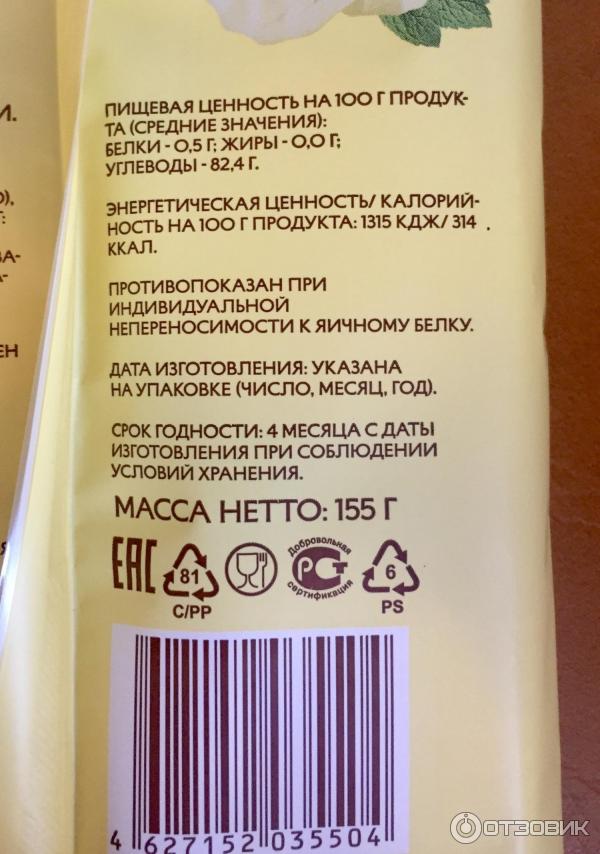 ПИЩЕВАЯ ЦЕННОСТЬ НА 100 Г ПРОДУК-
ТА (СРЕДНИЕ ЗНАЧЕНИЯ):
БЕЛКИ - 0,5 Г; ЖИРЫ - 0,0 Г;
УГЛЕВОДЫ - 82,4 Г.
ЭНЕРГЕТИЧЕСКАЯ ЦЕННОСТЬ/ КАЛОРИЙ-
НОСТЬ НА 100 Г ПРОДУКТА: 1315 КДЖ/ 314 .
ККАЛ.
ПРОТИВОПОКАЗАН ПРИ
ИНДИВИДУАЛЬНОЙ
НЕПЕРЕНОСИМОСТИ К ЯИЧНОМУ БЕЛКУ.
ДАТА ИЗГОТОВЛЕНИЯ: УКАЗАНА
НА УПАКОВКЕ (ЧИСЛО, МЕСЯЦ, ГОД).
СРОК ГОДНОСТИ: 4 МЕСЯЦА С ДАТЫ
ИЗГОТОВЛЕНИЯ ПРИ СОБЛЮДЕНИИ
УСЛОВИЙ ХРАНЕНИЯ.
МАССА НЕТТО: 155 Г
EAC
81
C/PP
Добровольная
РСТ
сертификация
6
PS
4 627152 035504
ОТЗОВИК